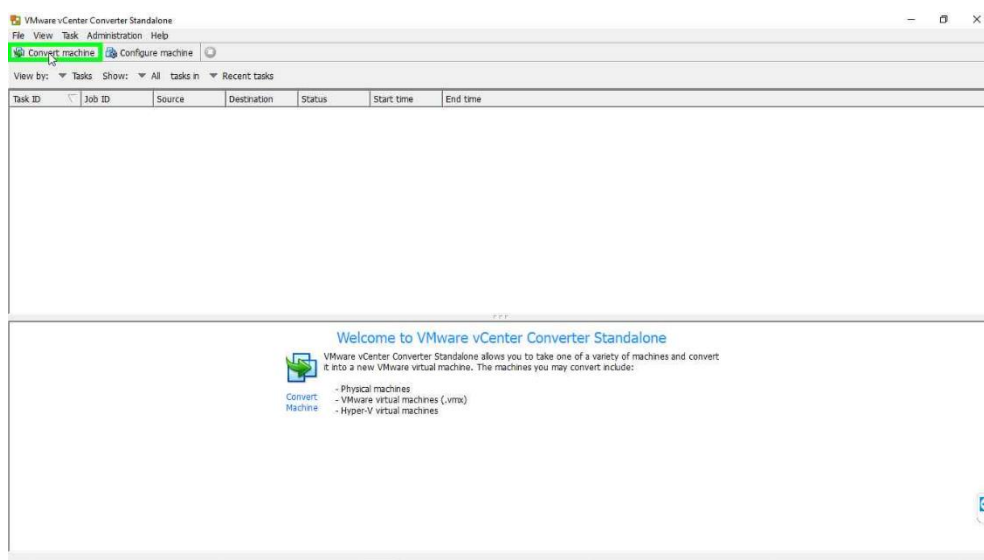 VMware vCenter Converter Standalone
File View Task Administration Help
Convert machine Configure machine
View by: Tasks Show: All tasks in Recent tasks
Task ID Job ID Source Destination Status Start time End time
Welcome to VMware vCenter Converter Standalone
VMware vCenter Converter Standalone allows you to take one of a variety of machines and convert
it into a new VMware virtual machine. The machines you may convert include:
- Physical machines
- VMware virtual machines (.vmx)
- Hyper-V virtual machines
Convert
Machine